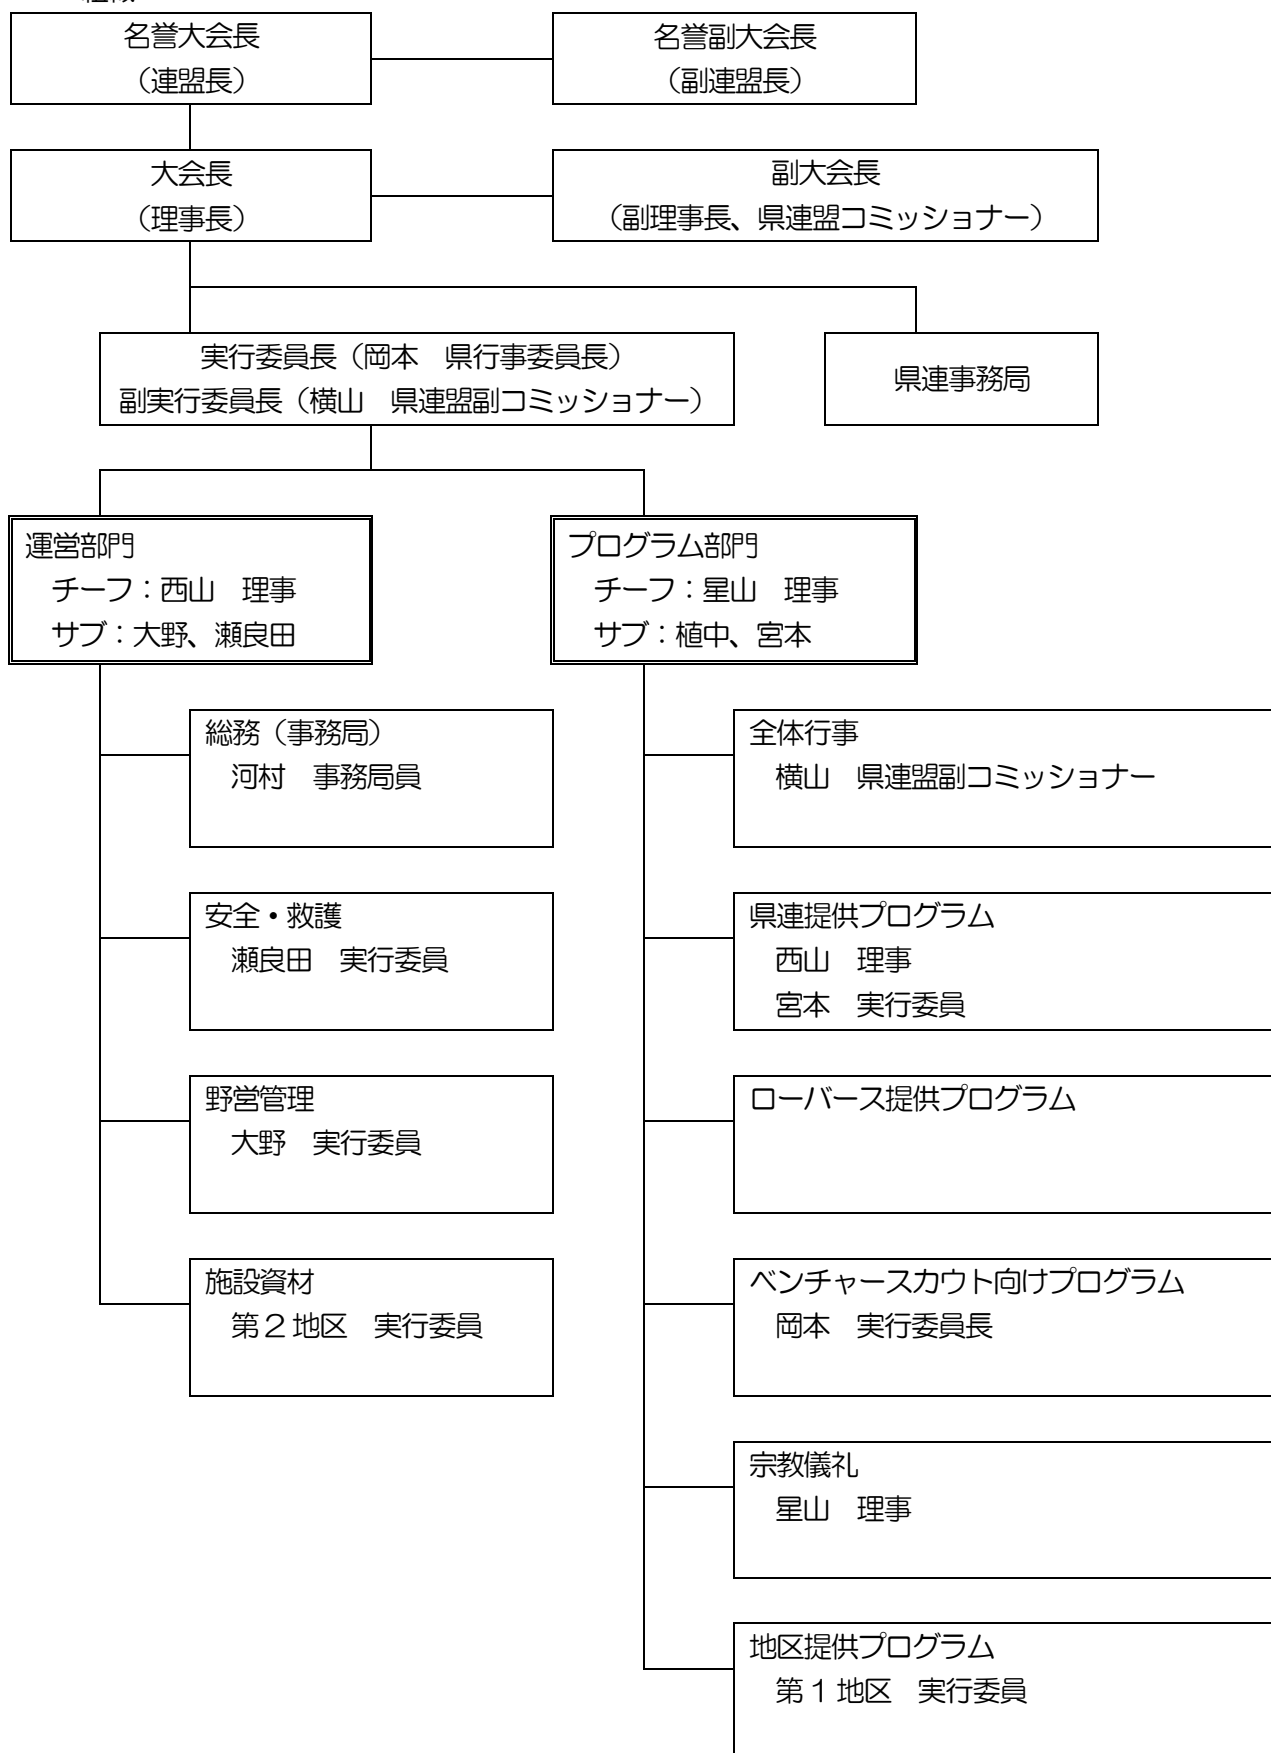 名誉大会長
（連盟長）
名誉副大会長
（副連盟長）
大会長
（理事長）
副大会長
（副理事長、県連盟コミッショナー）
実行委員長（岡本　県行事委員長）
副実行委員長（横山　県連盟副コミッショナー）
県連事務局
運営部門
チーフ：西山　理事
サブ：大野、瀬良田
プログラム部門
チーフ：星山　理事
サブ：植中、宮本
総務（事務局）
河村　事務局員
安全・救護
瀬良田　実行委員
野営管理
大野　実行委員
施設資材
第２地区　実行委員
全体行事
横山　県連盟副コミッショナー
県連提供プログラム
西山　理事
宮本　実行委員
ローバース提供プログラム
ベンチャースカウト向けプログラム
岡本　実行委員長
宗教儀礼
星山　理事
地区提供プログラム
第１地区　実行委員